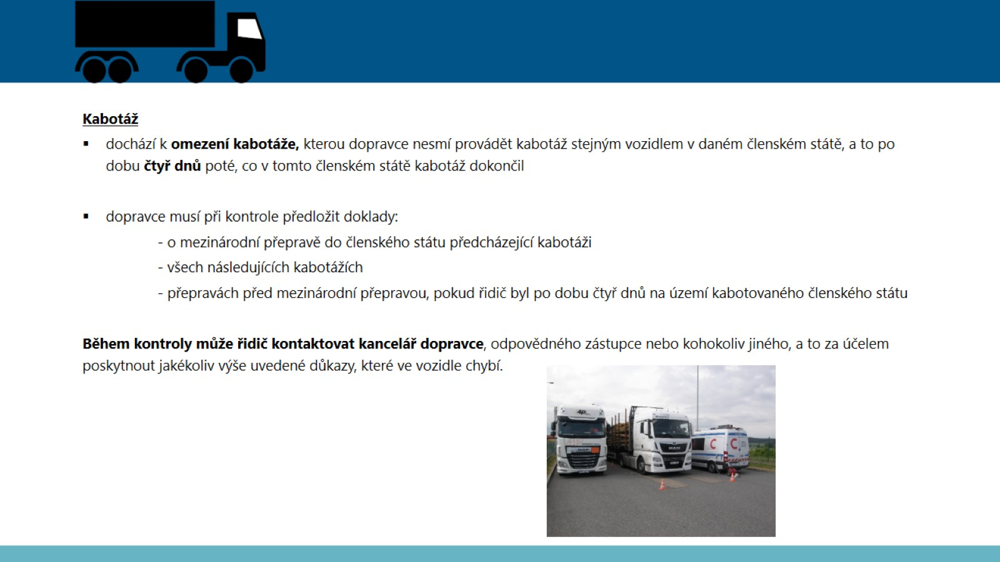 Kabotáž
▪ dochází k omezení kabotáže, kterou dopravce nesmí provádět kabotáž stejným vozidlem v daném členském státě, a to po
dobu čtyř dnů poté, co v tomto členském státě kabotáž dokončil
▪ dopravce musí při kontrole předložit doklady:
- o mezinárodní přepravě do členského státu předcházející kabotáži
- všech následujících kabotážích
- přepravách před mezinárodní přepravou, pokud řidič byl po dobu čtyř dnů na území kabotovaného členského státu
Během kontroly může řidič kontaktovat kancelář dopravce, odpovědného zástupce nebo kohokoliv jiného, a to za účelem
poskytnout jakékoliv výše uvedené důkazy, které ve vozidle chybí.
DAF
MAN